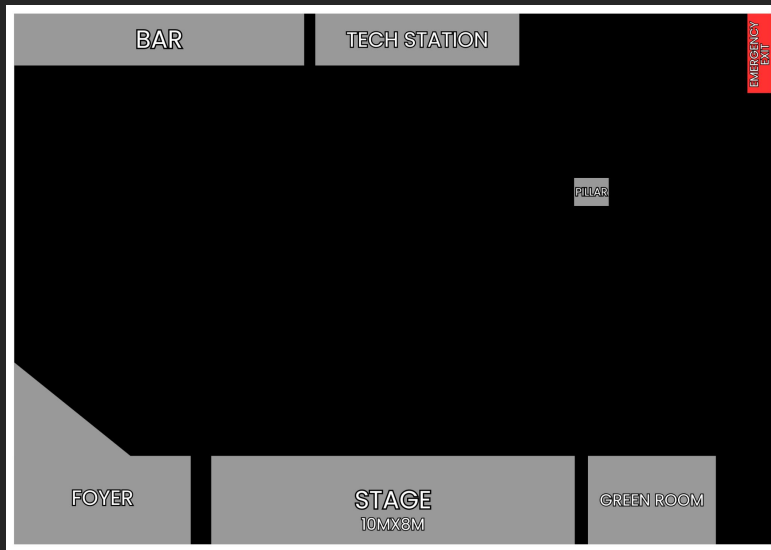 BAR
TECH STATION
EMERGENCY
EXIT
PILLAR
FOYER
STAGE
10MX8M
GREEN ROOM